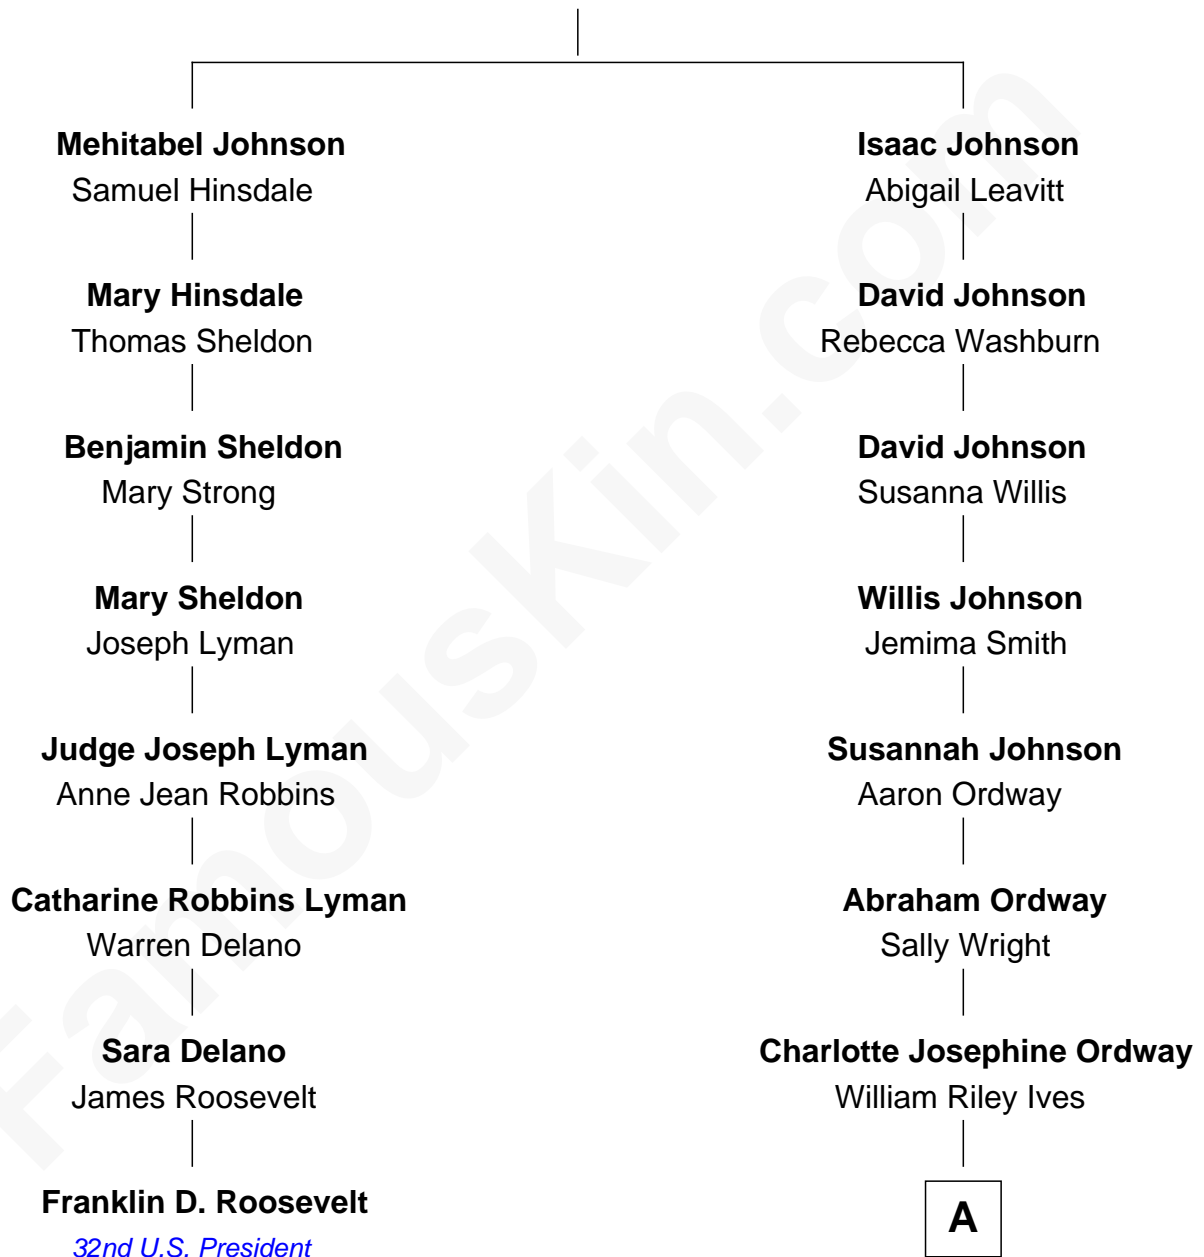 Mehitabel Johnson
Samuel Hinsdale
Mary Hinsdale
Thomas Sheldon
Benjamin Sheldon
Mary Strong
Mary Sheldon
Joseph Lyman
Judge Joseph Lyman
Anne Jean Robbins
Catharine Robbins Lyman
Warren Delano
Sara Delano
James Roosevelt
Franklin D. Roosevelt
32nd U.S. President
Isaac Johnson
Abigail Leavitt
David Johnson
Rebecca Washburn
David Johnson
Susanna Willis
Willis Johnson
Jemima Smith
Susannah Johnson
Aaron Ordway
Abraham Ordway
Sally Wright
Charlotte Josephine Ordway
William Riley Ives
A
FamousKin.com